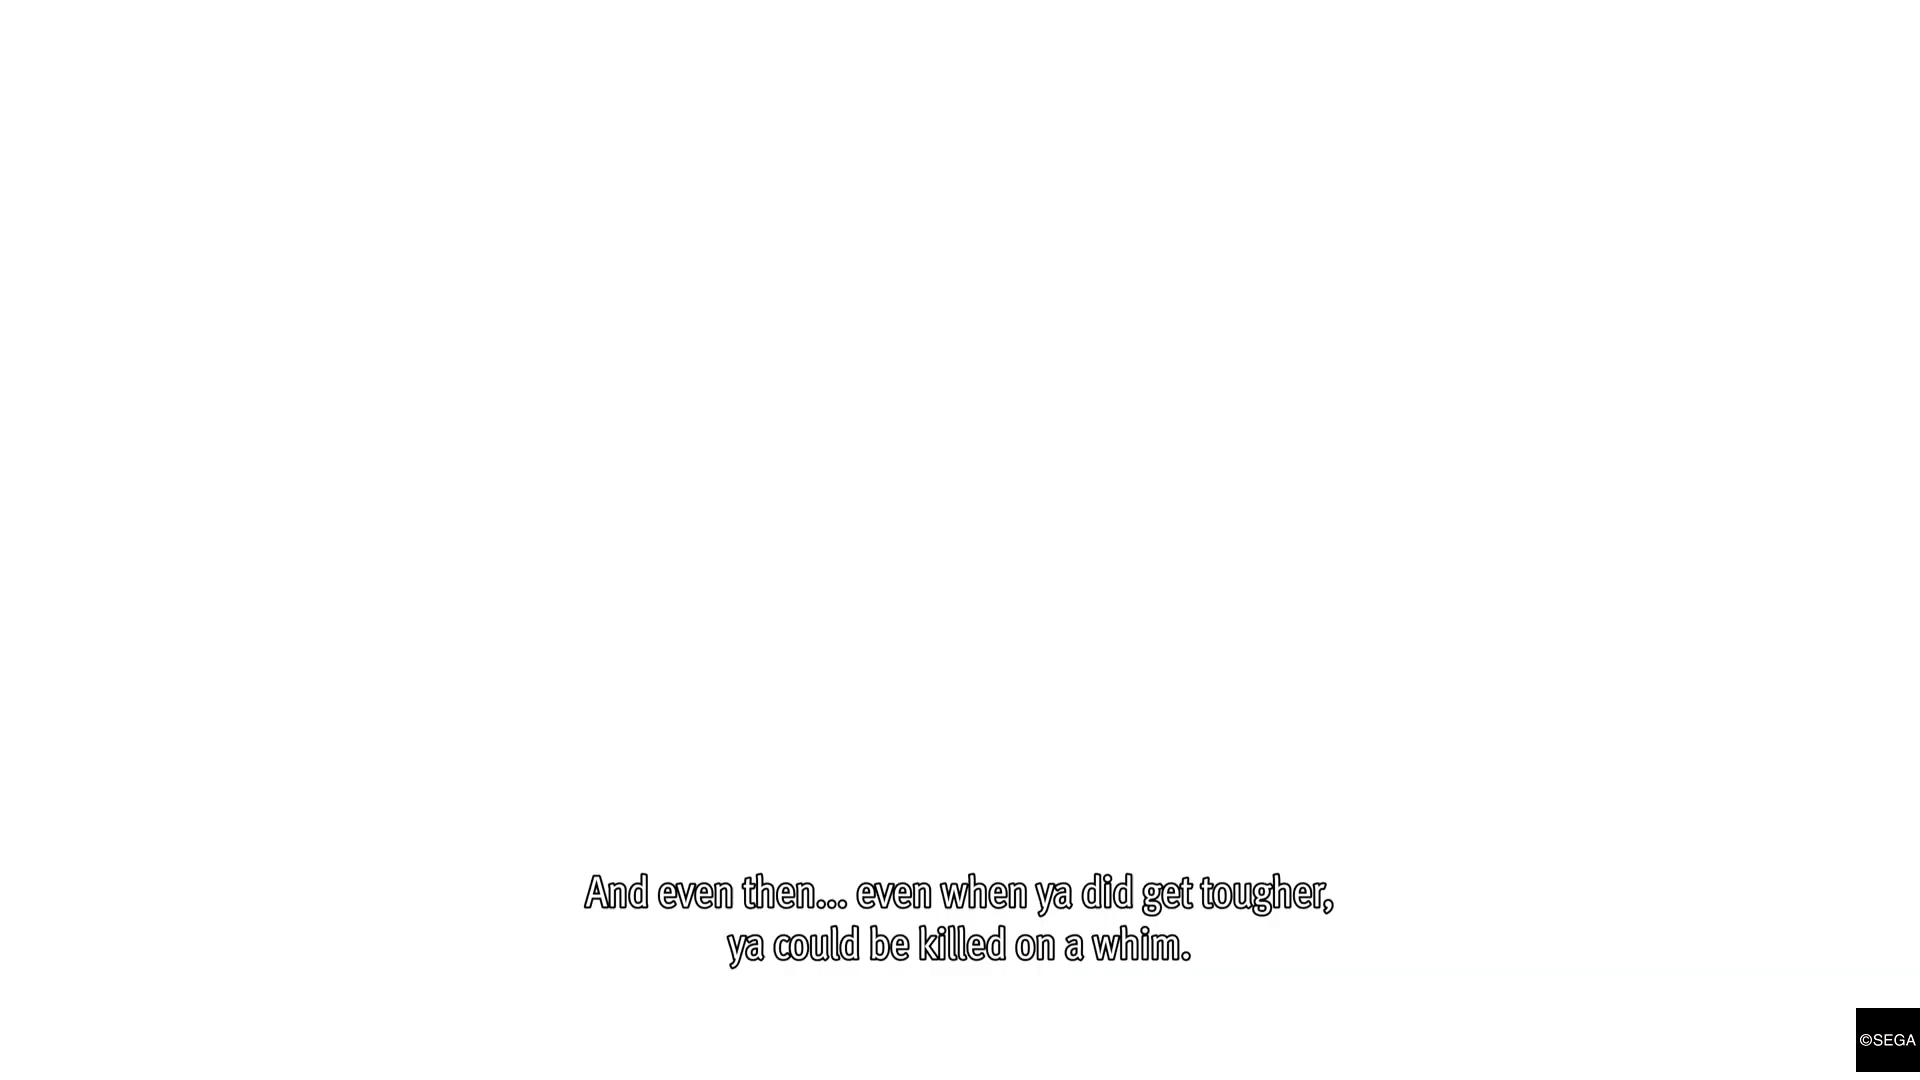 And even then... even when ya did get tougher,
ya could be killed on a whim.
©SEGA